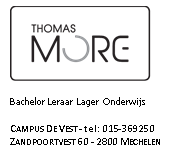 THOMAS
MORE
Bachelor Leraar Lager Onderwijs
CAMPUS DE VEST - tel: 015-369250
ZANDPOORTVEST 60 - 2800 MECHELEN